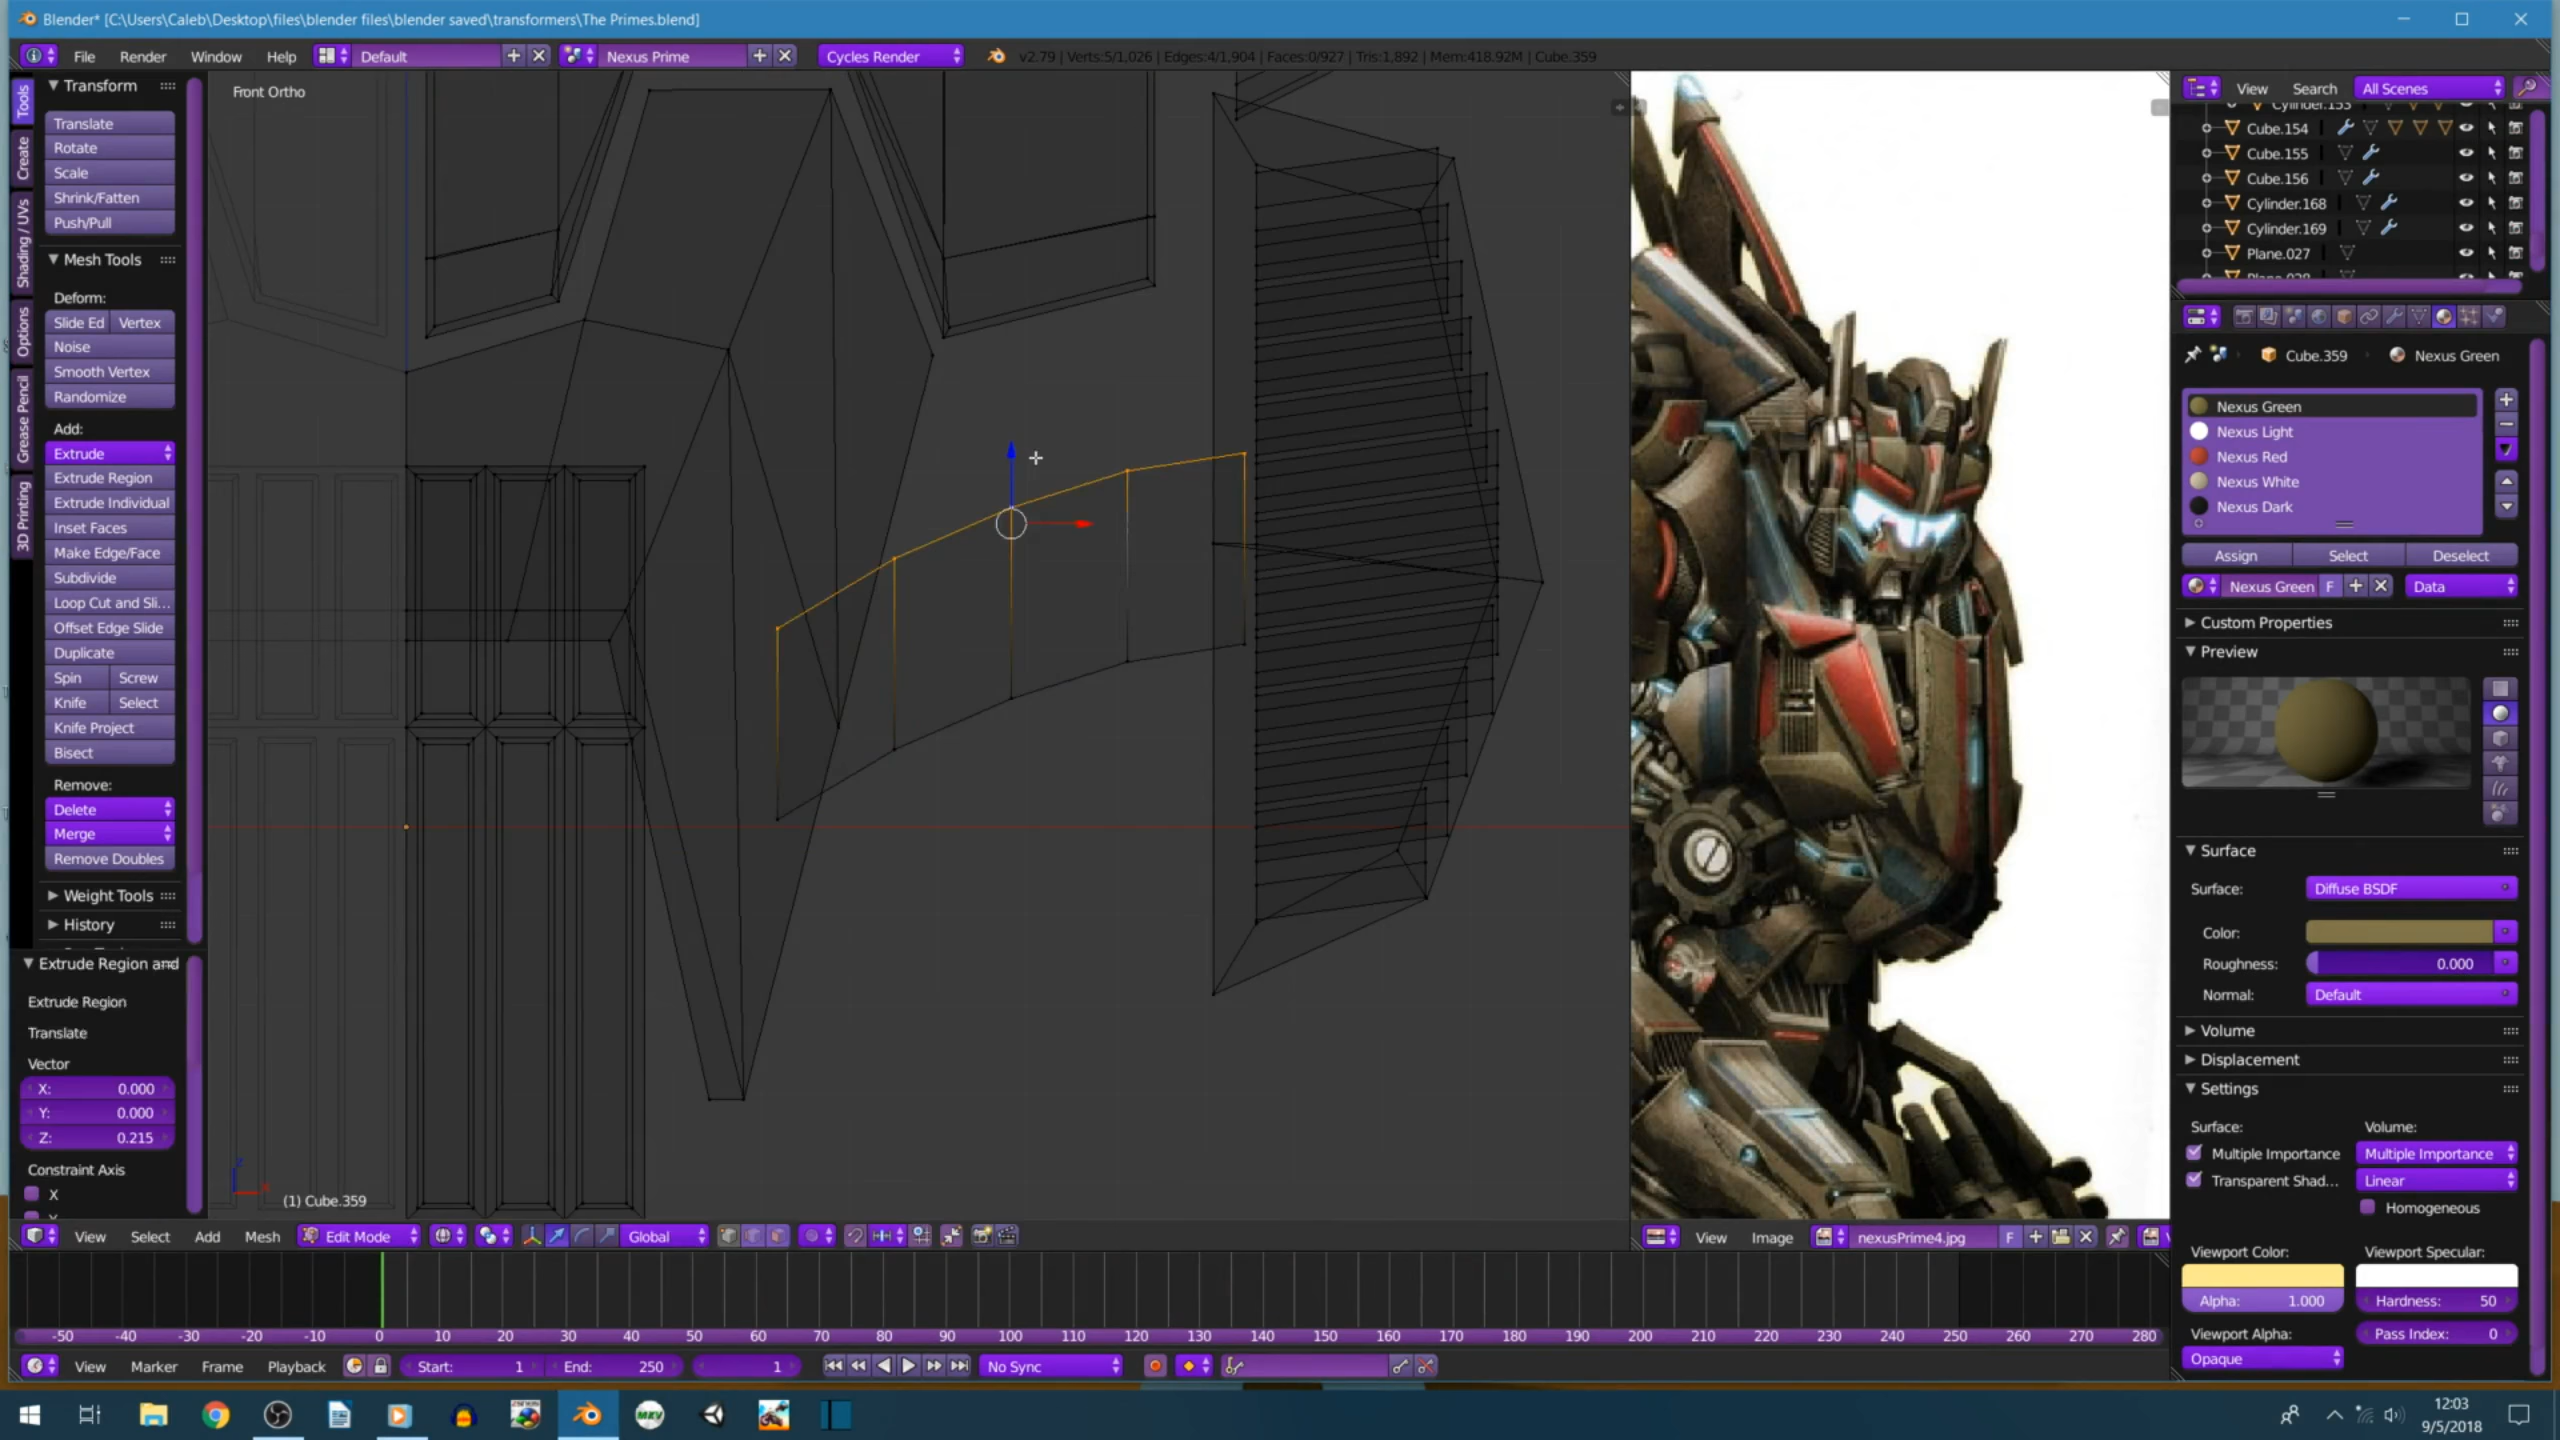 Blender* [C:\Users\Caleb\Desktop\files\blender files\blender saved\transformers\The Primes.blend]
File Render Window Help Default Nexus Prime Cycles Render v2.79 | Verts:5/1,026 | Edges:4/1,904 | Faces:0/927 | Tris:1,892 | Mem:418.92M | Cube.359
Tools
Create
Shading / UVs
Options
Grease Pencil
3D Printing
Transform
Translate
Rotate
Scale
Shrink/Fatten
Push/Pull
Mesh Tools
Deform:
Slide Ed Vertex
Noise
Smooth Vertex
Randomize
Add:
Extrude
Extrude Region
Extrude Individual
Inset Faces
Make Edge/Face
Subdivide
Loop Cut and Sli...
Offset Edge Slide
Duplicate
Spin Screw
Knife Select
Knife Project
Bisect
Remove:
Delete
Merge
Remove Doubles
Weight Tools
History
Extrude Region and
Extrude Region
Translate
Vector
X: 0.000
Y: 0.000
Z: 0.215
Constraint Axis
X
Front Ortho
(1) Cube.359
View Select Add Mesh Edit Mode Global
View Image nexusPrime4.jpg F
View Search All Scenes
Cylinder.153
Cube.154
Cube.155
Cube.156
Cylinder.168
Cylinder.169
Plane.027
Cube.359 Nexus Green
Nexus Green
Nexus Light
Nexus Red
Nexus White
Nexus Dark
Assign Select Deselect
Nexus Green F Data
Custom Properties
Preview
Surface
Surface: Diffuse BSDF
Color:
Roughness: 0.000
Normal: Default
Volume
Displacement
Settings
Surface: Volume:
Multiple Importance Multiple Importance
Transparent Shad... Linear
Homogeneous
Viewport Color: Viewport Specular:
Alpha: 1.000 Hardness: 50
Viewport Alpha: Pass Index: 0
Opaque
-50 -40 -30 -20 -10 0 10 20 30 40 50 60 70 80 90 100 110 120 130 140 150 160 170 180 190 200 210 220 230 240 250 260 270 280
View Marker Frame Playback Start: 1 End: 250 1 No Sync
MKV
12:03
9/5/2018